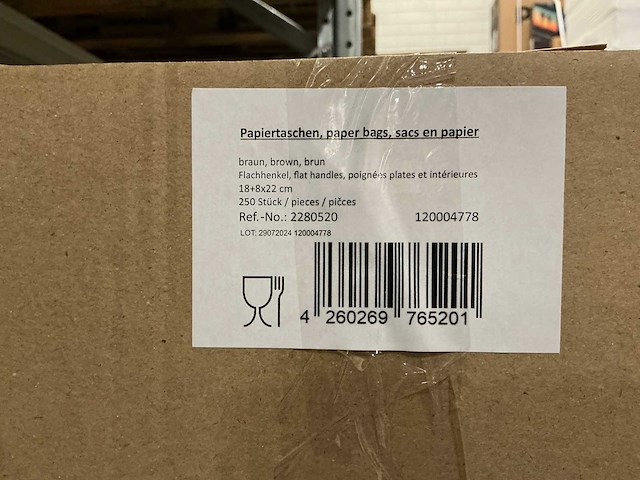 Papiertaschen, paper bags, sacs en papier
braun, brown, brun
Flachhenkel, flat handles, poignées plates et intérieures
18+8x22 cm
250 Stück / pieces / pičces
Ref.-No.: 2280520 120004778
LOT: 29072024 120004778
4 260269 765201